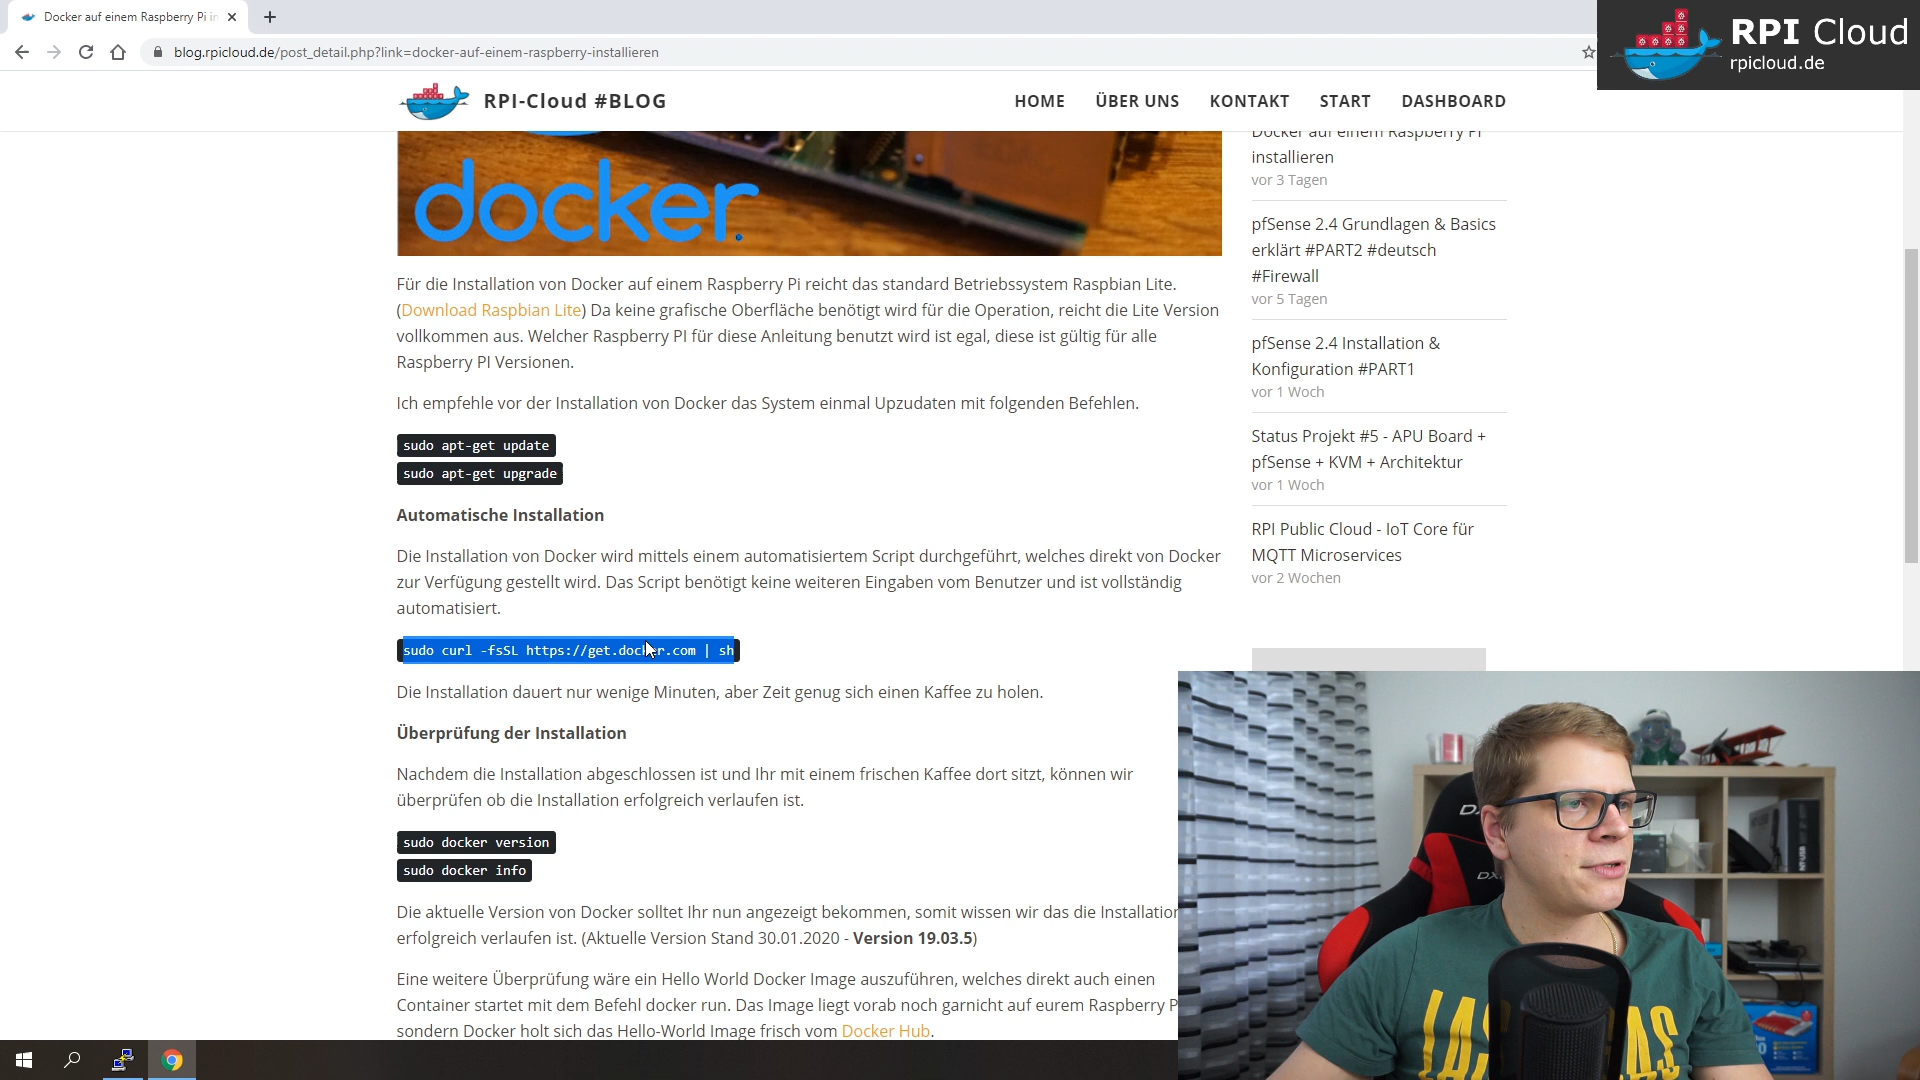 Docker auf einem Raspberry Pi in
blog.rpicloud.de/post_detail.php?link=docker-auf-einem-raspberry-installieren
RPI Cloud
rpicloud.de
RPI-Cloud #BLOG
HOME
ÜBER UNS
KONTAKT
START
DASHBOARD
docker
Für die Installation von Docker auf einem Raspberry Pi reicht das standard Betriebssystem Raspbian Lite.
(Download Raspbian Lite) Da keine grafische Oberfläche benötigt wird für die Operation, reicht die Lite Version
vollkommen aus. Welcher Raspberry PI für diese Anleitung benutzt wird ist egal, diese ist gültig für alle
Raspberry PI Versionen.
Ich empfehle vor der Installation von Docker das System einmal Upzudaten mit folgenden Befehlen.
sudo apt-get update
sudo apt-get upgrade
Automatische Installation
Die Installation von Docker wird mittels einem automatisiertem Script durchgeführt, welches direkt von Docker
zur Verfügung gestellt wird. Das Script benötigt keine weiteren Eingaben vom Benutzer und ist vollständig
automatisiert.
sudo curl -fsSL https://get.docker.com | sh
Die Installation dauert nur wenige Minuten, aber Zeit genug sich einen Kaffee zu holen.
Überprüfung der Installation
Nachdem die Installation abgeschlossen ist und Ihr mit einem frischen Kaffee dort sitzt, können wir
überprüfen ob die Installation erfolgreich verlaufen ist.
sudo docker version
sudo docker info
Die aktuelle Version von Docker solltet Ihr nun angezeigt bekommen, somit wissen wir das die Installation
erfolgreich verlaufen ist. (Aktuelle Version Stand 30.01.2020 - Version 19.03.5)
Eine weitere Überprüfung wäre ein Hello World Docker Image auszuführen, welches direkt auch einen
Container startet mit dem Befehl docker run. Das Image liegt vorab noch garnicht auf eurem Raspberry P
sondern Docker holt sich das Hello-World Image frisch vom Docker Hub.
Docker auf einem Raspberry Pi
installieren
vor 3 Tagen
pfSense 2.4 Grundlagen & Basics
erklärt #PART2 #deutsch
#Firewall
vor 5 Tagen
pfSense 2.4 Installation &
Konfiguration #PART1
vor 1 Woch
Status Projekt #5 - APU Board +
pfSense + KVM + Architektur
vor 1 Woch
RPI Public Cloud - IoT Core für
MQTT Microservices
vor 2 Wochen